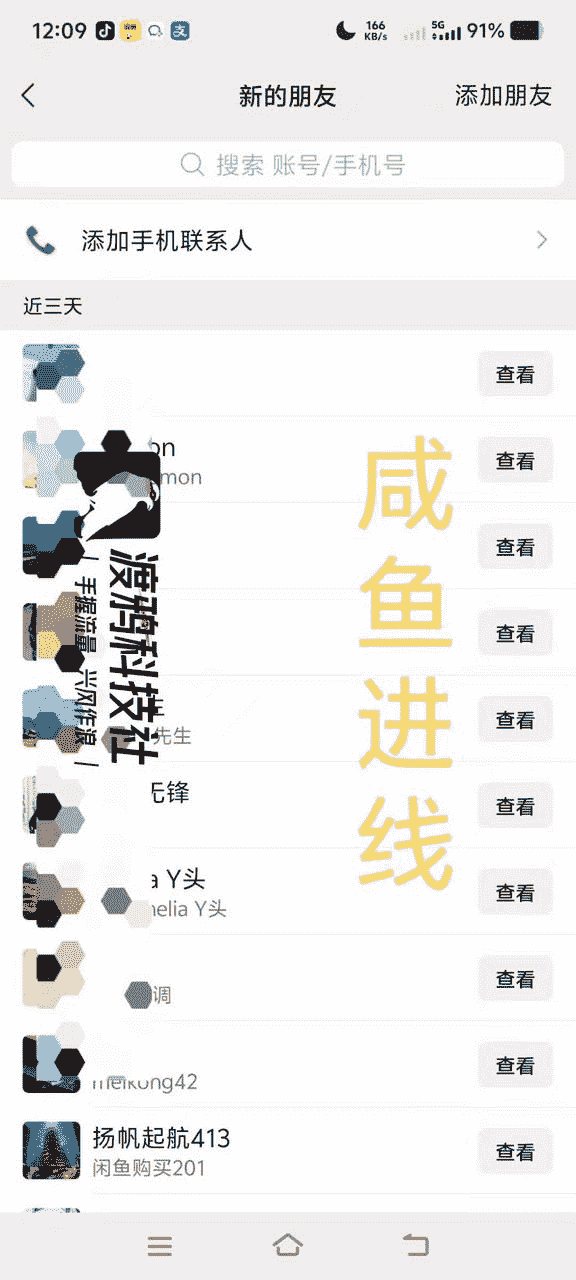 12:09
166
KB/s
5G
91%
新的朋友
添加朋友
搜索 账号/手机号
添加手机联系人
近三天
查看
on
mon
查看
查看
查看
先生
查看
先锋
查看
a Y头
melia Y头
查看
调
查看
meikong42
查看
扬帆起航413
闲鱼购买201
查看
咸鱼进线
渡鸦科技社
手握流量 兴风作浪